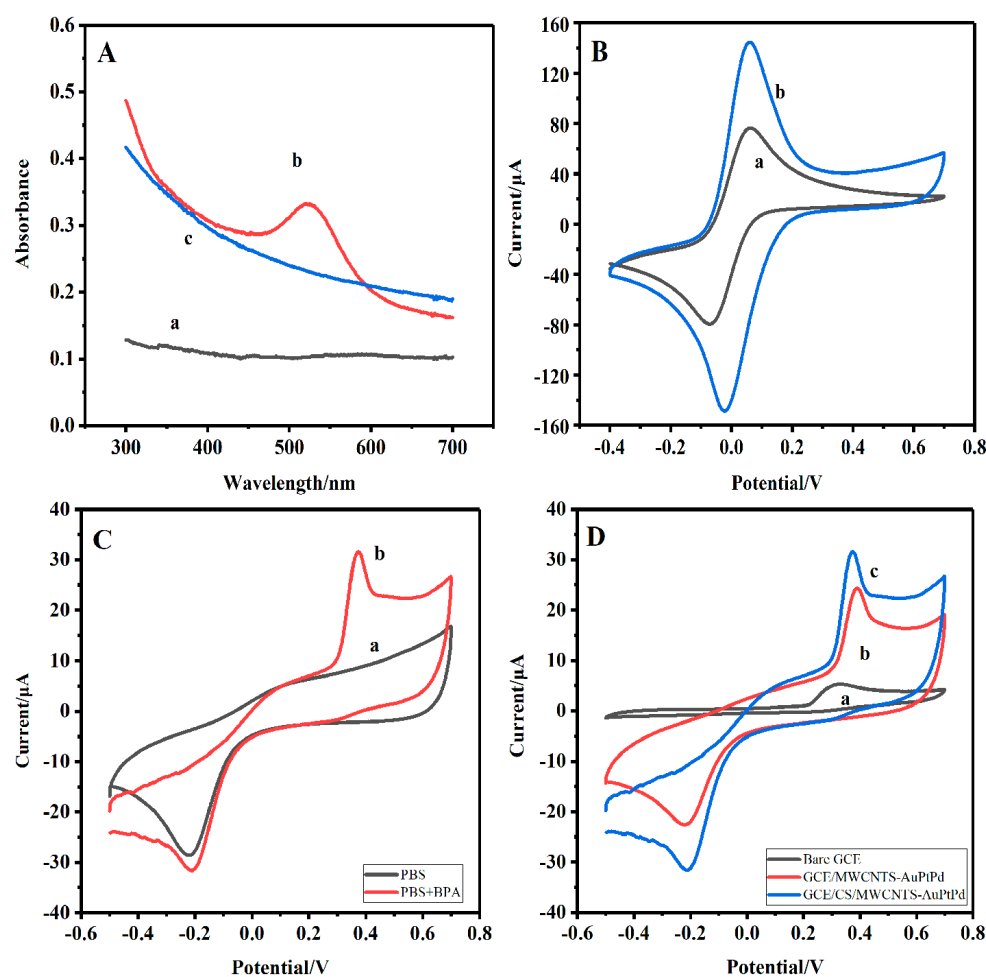 A
0.6
0.5
0.4
0.3
0.2
0.1
0.0
Absorbance
a
b
c
300 400 500 600 700
Wavelength/nm
B
160
120
80
40
0
-40
-80
-120
-160
Current/μA
b
a
-0.4 -0.2 0.0 0.2 0.4 0.6 0.8
Potential/V
C
40
30
20
10
0
-10
-20
-30
-40
Current/μA
b
a
PBS
PBS+BPA
-0.6 -0.4 -0.2 0.0 0.2 0.4 0.6 0.8
Potential/V
D
40
30
20
10
0
-10
-20
-30
-40
Current/μA
c
b
a
Bare GCE
GCE/MWCNTS-AuPtPd
GCE/CS/MWCNTS-AuPtPd
-0.6 -0.4 -0.2 0.0 0.2 0.4 0.6 0.8
Potential/V